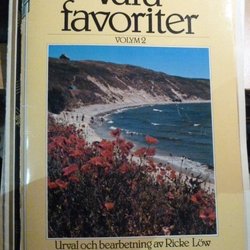 våra
favoriter
VOLYM 2
Urval och bearbetning av Ricke Löw